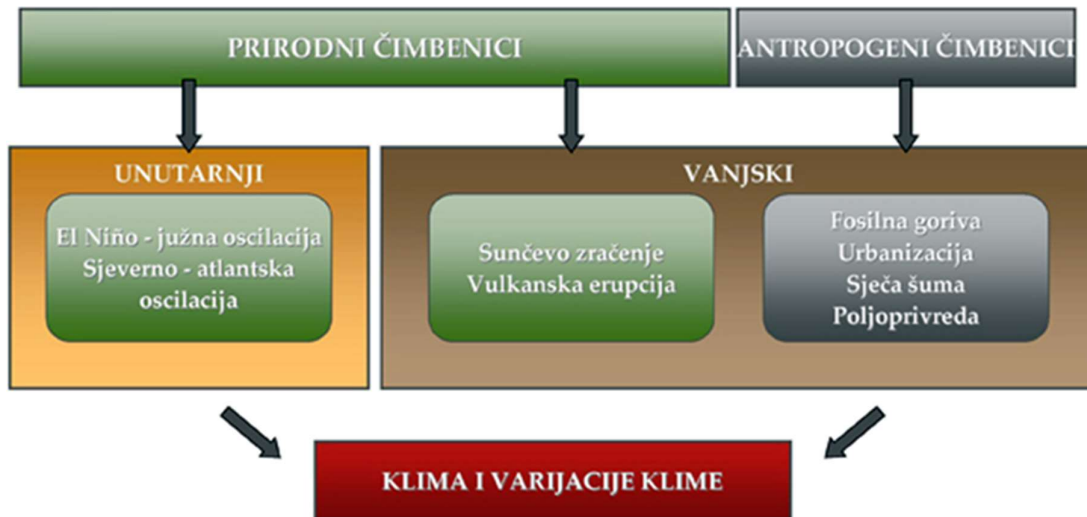 PRIRODNI ČIMBENICI
ANTROPOGENI ČIMBENICI
UNUTARNJI
El Niño - južna oscilacija
Sjeverno - atlantska
oscilacija
VANJSKI
Sunčevo zračenje
Vulkanska erupcija
Fosilna goriva
Urbanizacija
Sječa šuma
Poljoprivreda
KLIMA I VARIJACIJE KLIME